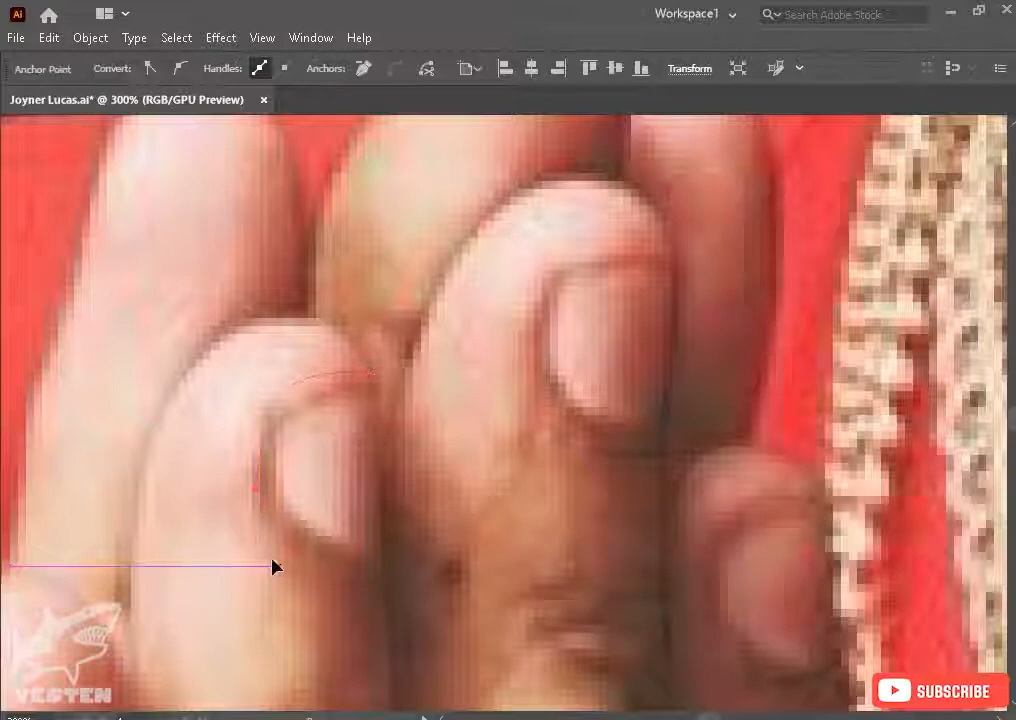 Ai
Workspace1
Search Adobe Stock
File Edit Object Type Select Effect View Window Help
Anchor Point Convert: Handles: Anchors: Transform
Joyner Lucas.ai* @ 300% (RGB/GPU Preview) ×
VESTEN
SUBSCRIBE